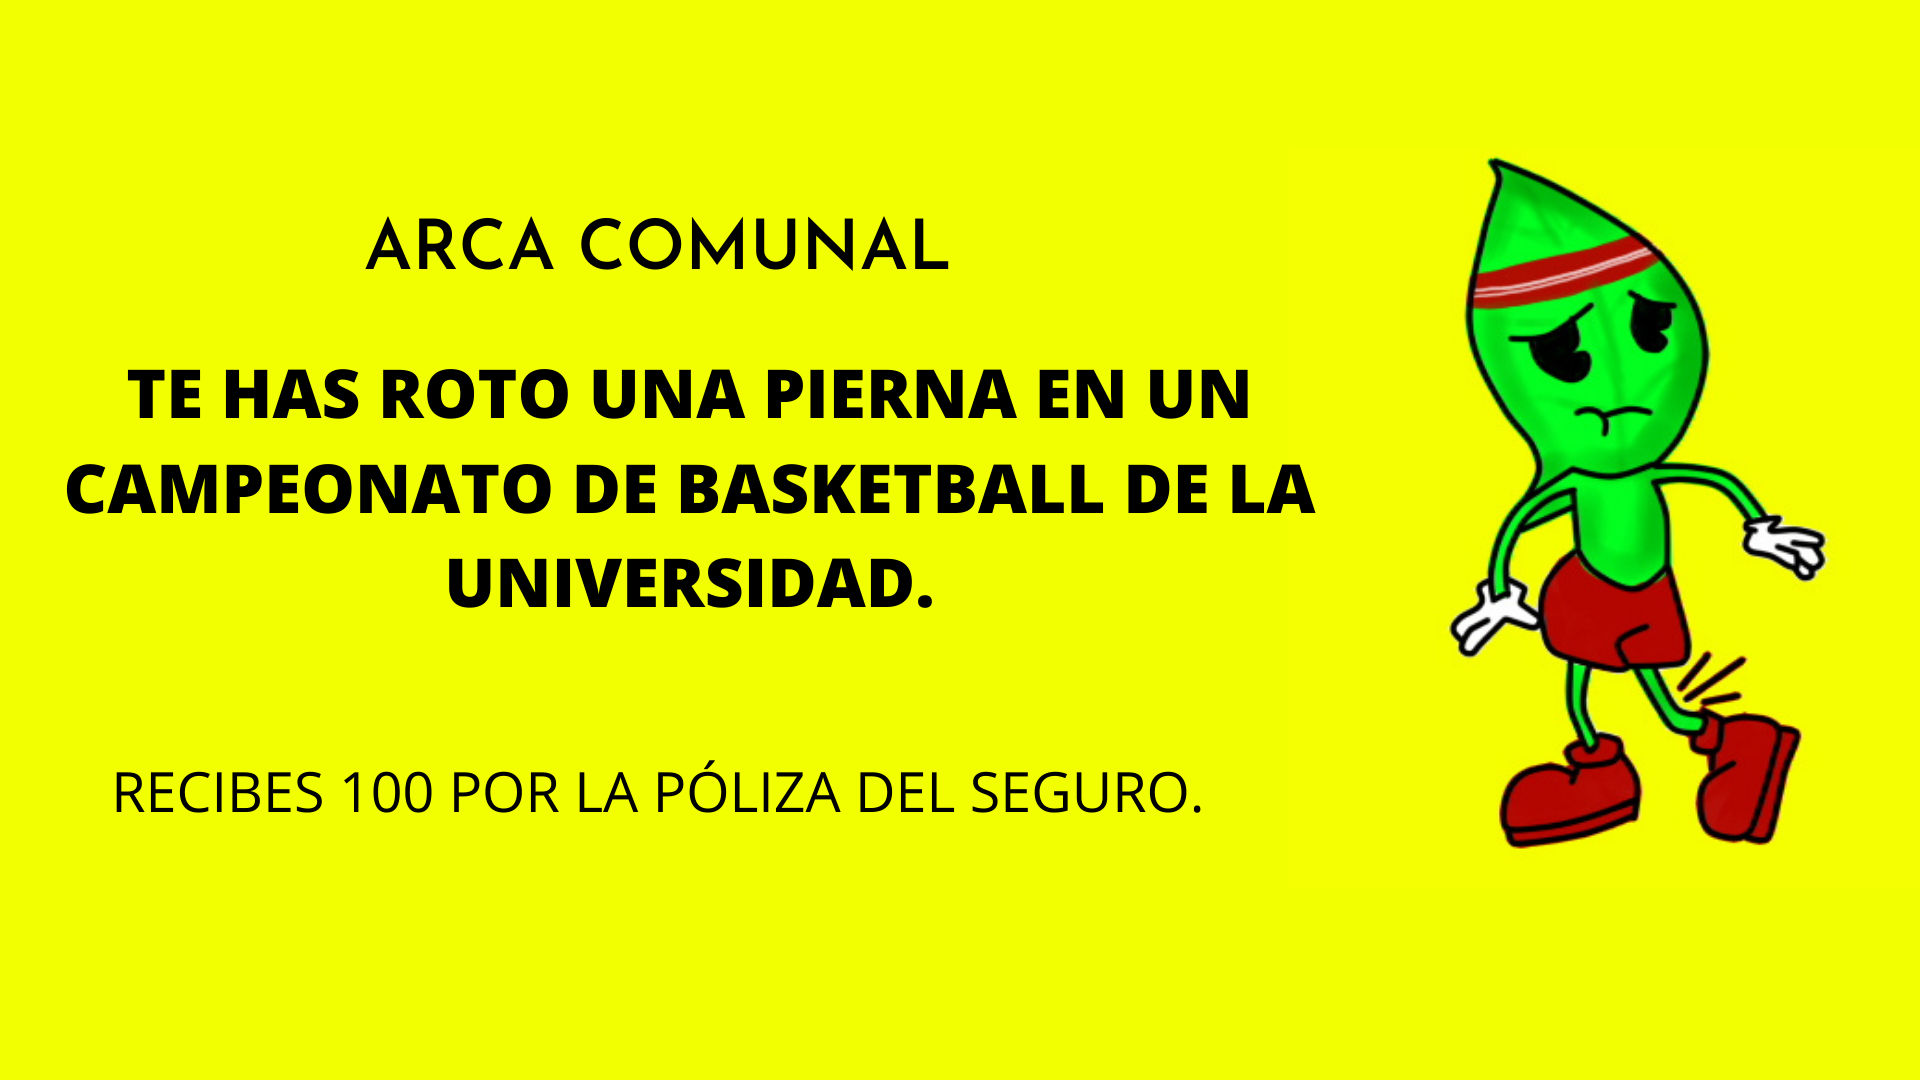 ARCA COMUNAL
TE HAS ROTO UNA PIERNA EN UN
CAMPEONATO DE BASKETBALL DE LA
UNIVERSIDAD.
RECIBES 100 POR LA PÓLIZA DEL SEGURO.